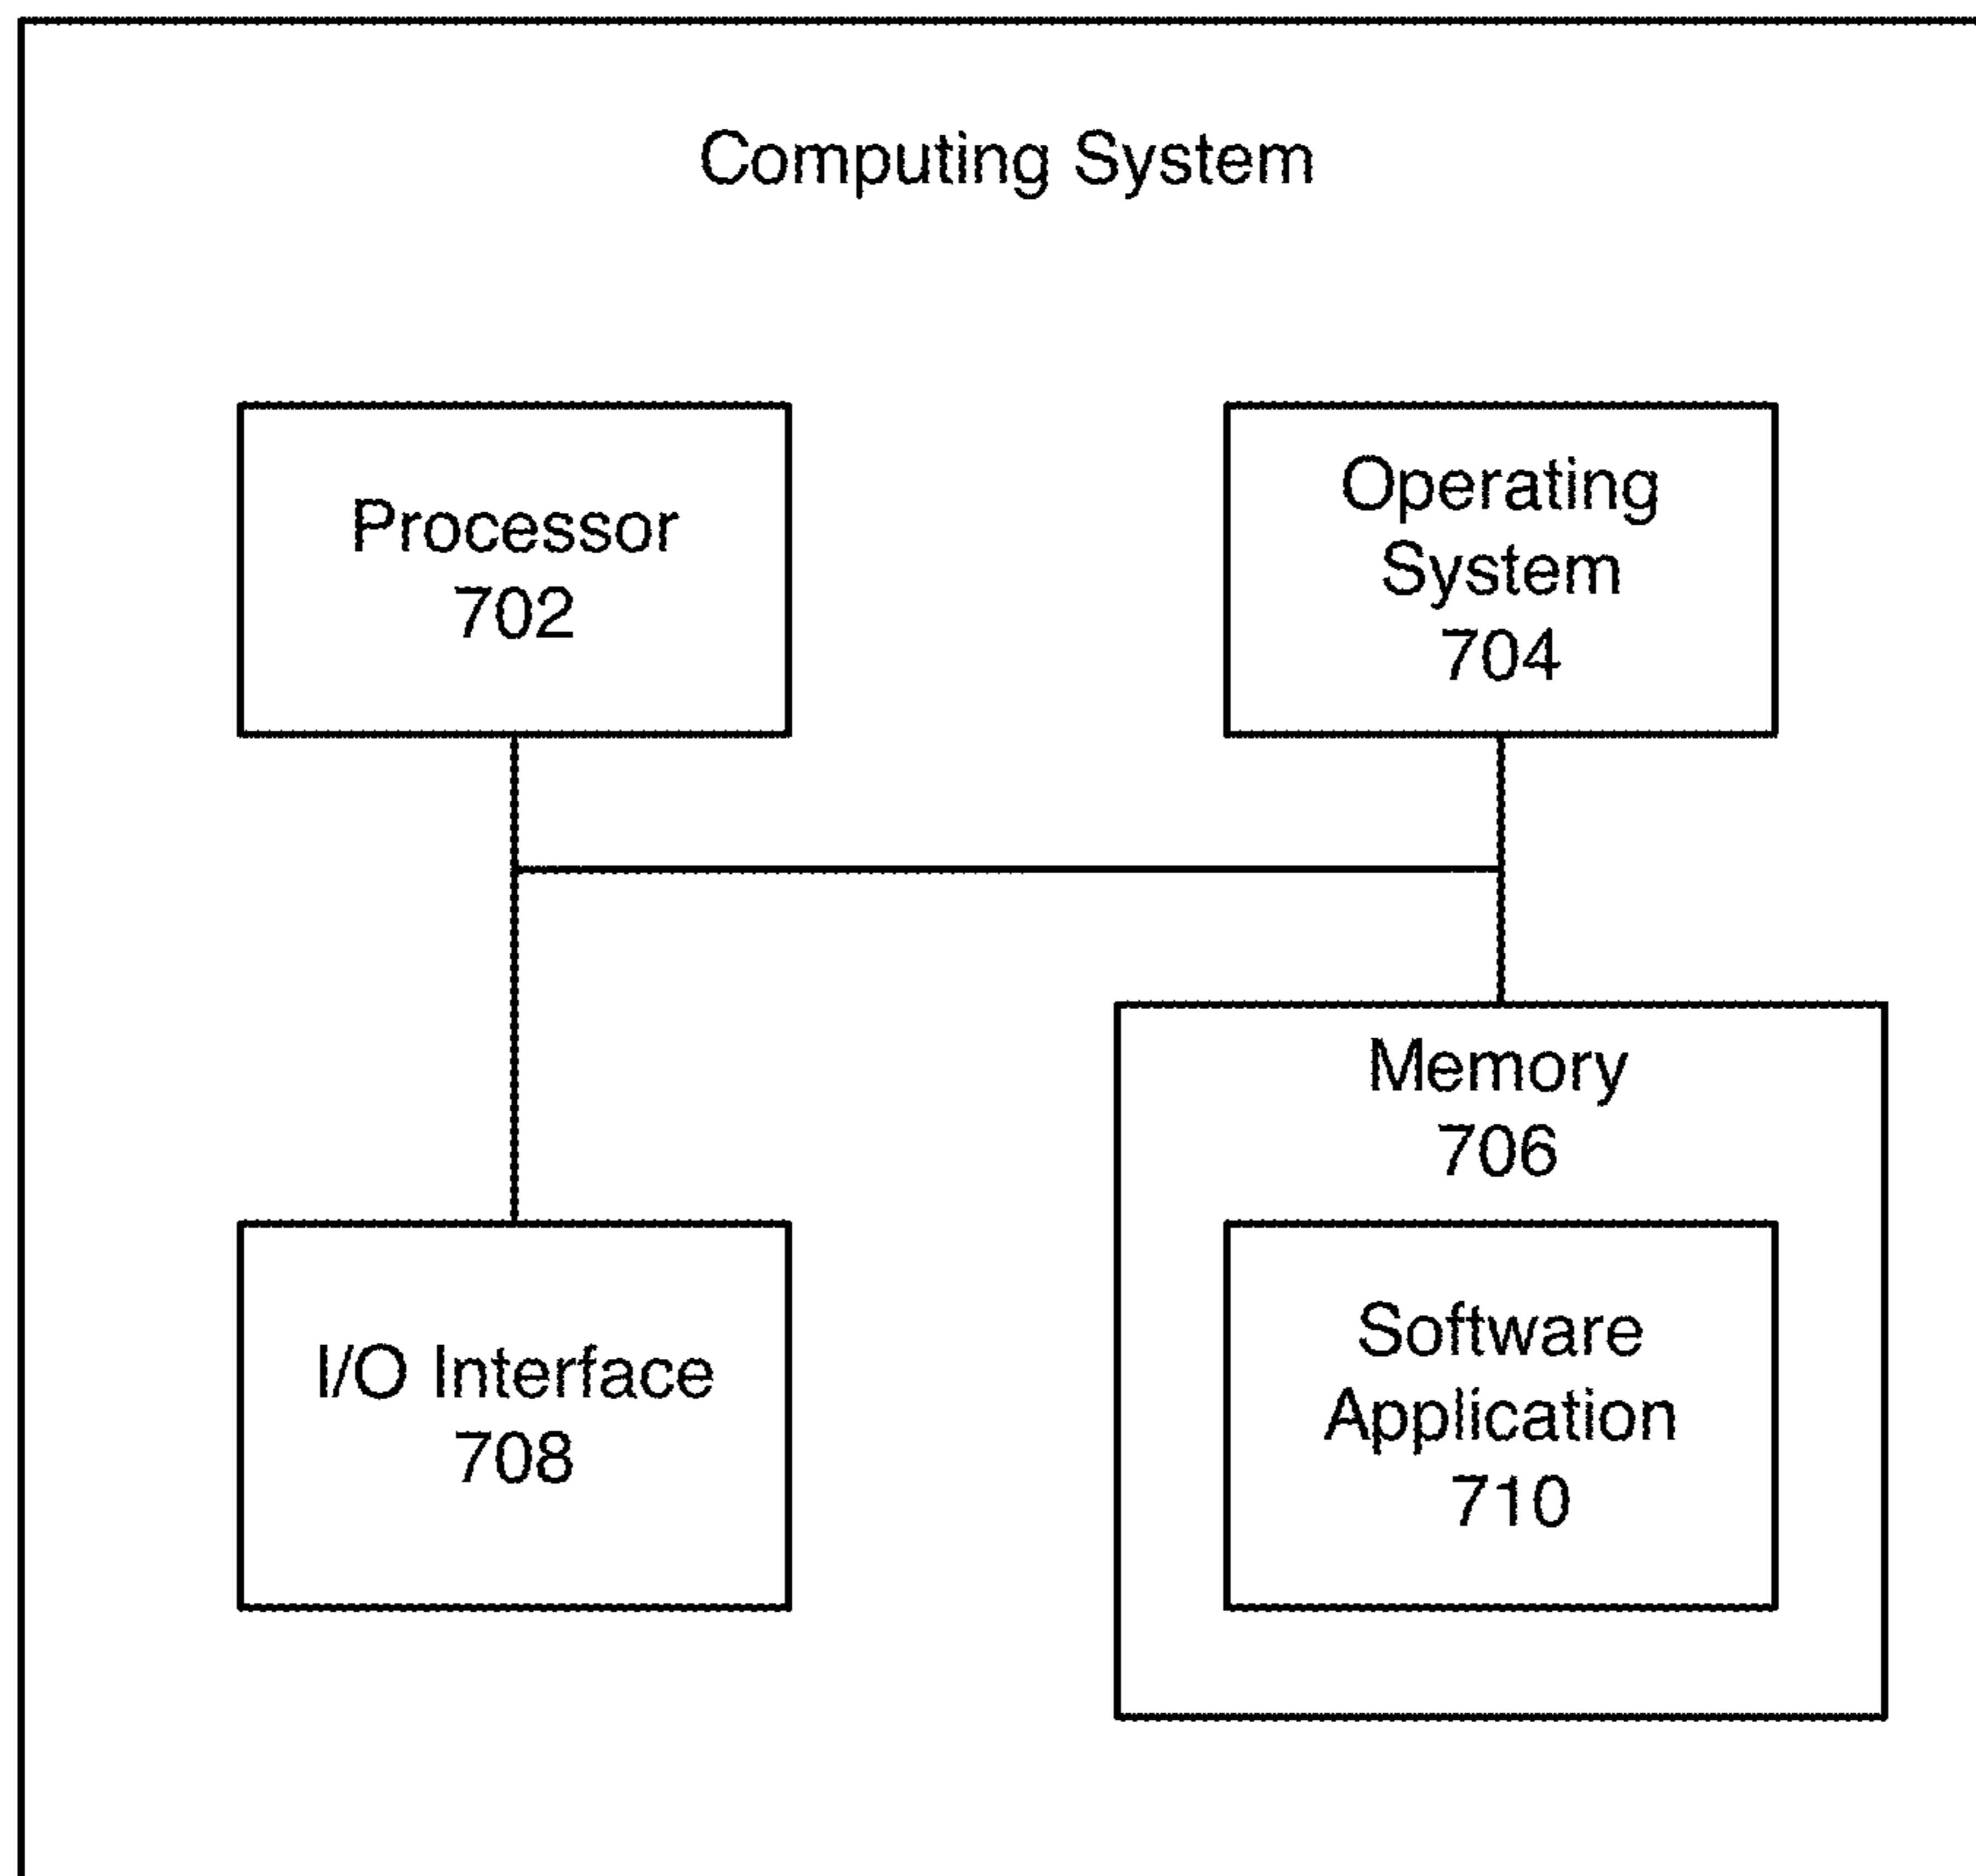 Computing System
Processor
702
Operating
System
704
Memory
706
I/O Interface
708
Software
Application
710